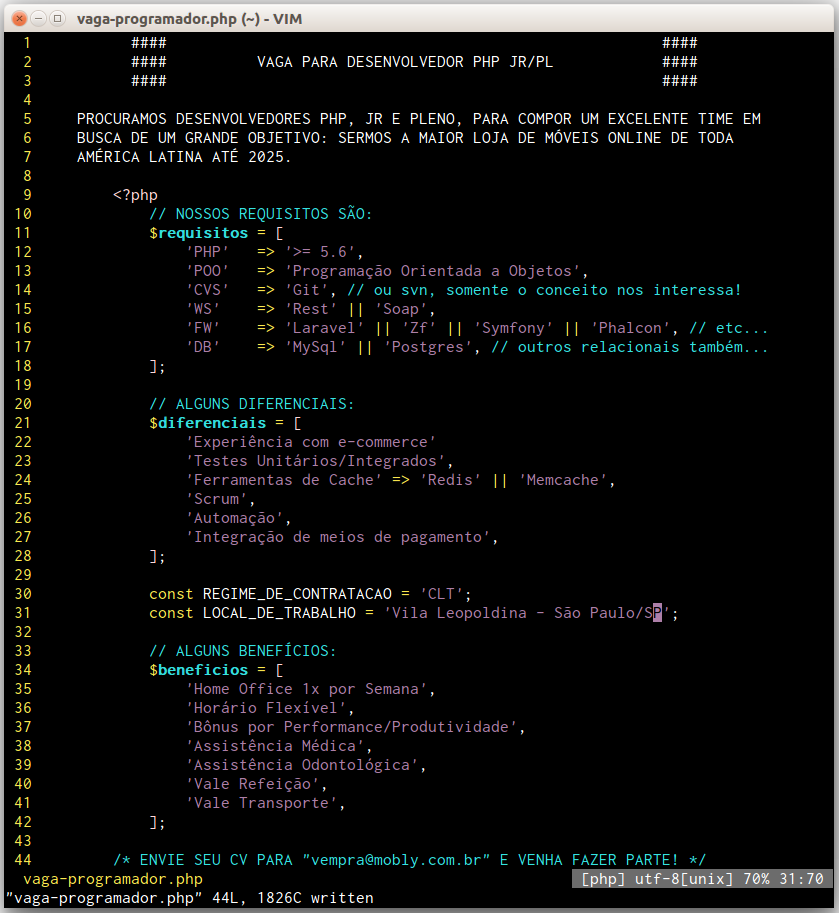 vaga-programador.php (~) - VIM
1 #### ####
2 #### VAGA PARA DESENVOLVEDOR PHP JR/PL ####
3 #### ####
4
5 PROCURAMOS DESENVOLVEDORES PHP, JR E PLENO, PARA COMPOR UM EXCELENTE TIME EM
6 BUSCA DE UM GRANDE OBJETIVO: SERMOS A MAIOR LOJA DE MÓVEIS ONLINE DE TODA
7 AMÉRICA LATINA ATÉ 2025.
8
9 <?php
10 // NOSSOS REQUISITOS SÃO:
11 $requisitos = [
12 'PHP' => '>= 5.6',
13 'POO' => 'Programação Orientada a Objetos',
14 'CVS' => 'Git', // ou svn, somente o conceito nos interessa!
15 'WS' => 'Rest' || 'Soap',
16 'FW' => 'Laravel' || 'Zf' || 'Symfony' || 'Phalcon', // etc...
17 'DB' => 'MySql' || 'Postgres', // outros relacionais também...
18 ];
19
20 // ALGUNS DIFERENCIAIS:
21 $diferenciais = [
22 'Experiência com e-commerce'
23 'Testes Unitários/Integrados',
24 'Ferramentas de Cache' => 'Redis' || 'Memcache',
25 'Scrum',
26 'Automação',
27 'Integração de meios de pagamento',
28 ];
29
30 const REGIME_DE_CONTRATACAO = 'CLT';
31 const LOCAL_DE_TRABALHO = 'Vila Leopoldina - São Paulo/SP';
32
33 // ALGUNS BENEFÍCIOS:
34 $beneficios = [
35 'Home Office 1x por Semana',
36 'Horário Flexível',
37 'Bônus por Performance/Produtividade',
38 'Assistência Médica',
39 'Assistência Odontológica',
40 'Vale Refeição',
41 'Vale Transporte',
42 ];
43
44 /* ENVIE SEU CV PARA "vempra@mobly.com.br" E VENHA FAZER PARTE! */
vaga-programador.php [php] utf-8[unix] 70% 31:70
"vaga-programador.php" 44L, 1826C written